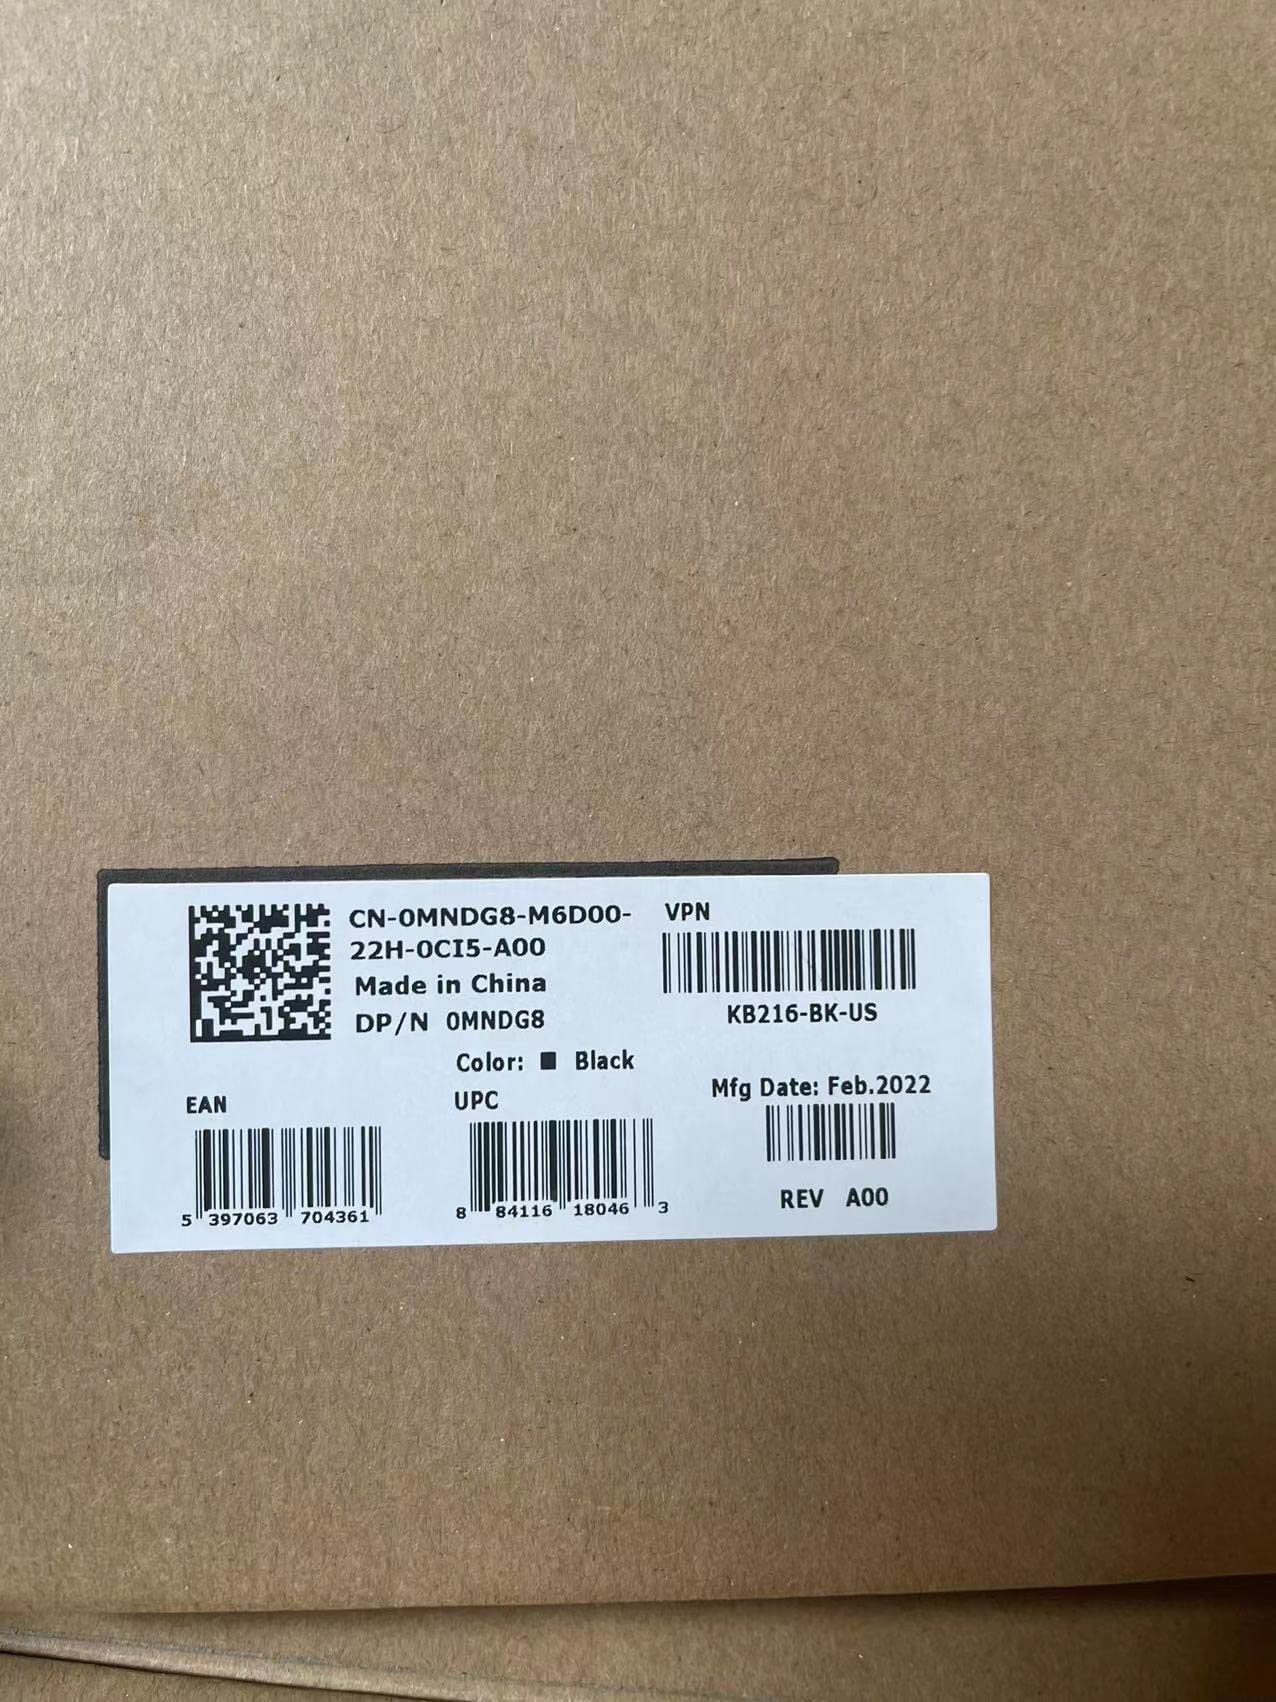 CN-0MNDG8-M6D00-
22H-0CI5-A00
Made in China
DP/N 0MNDG8
VPN
KB216-BK-US
Color: ■ Black
Mfg Date: Feb.2022
REV A00
EAN
5 397063 704361
UPC
8 84116 18046 3